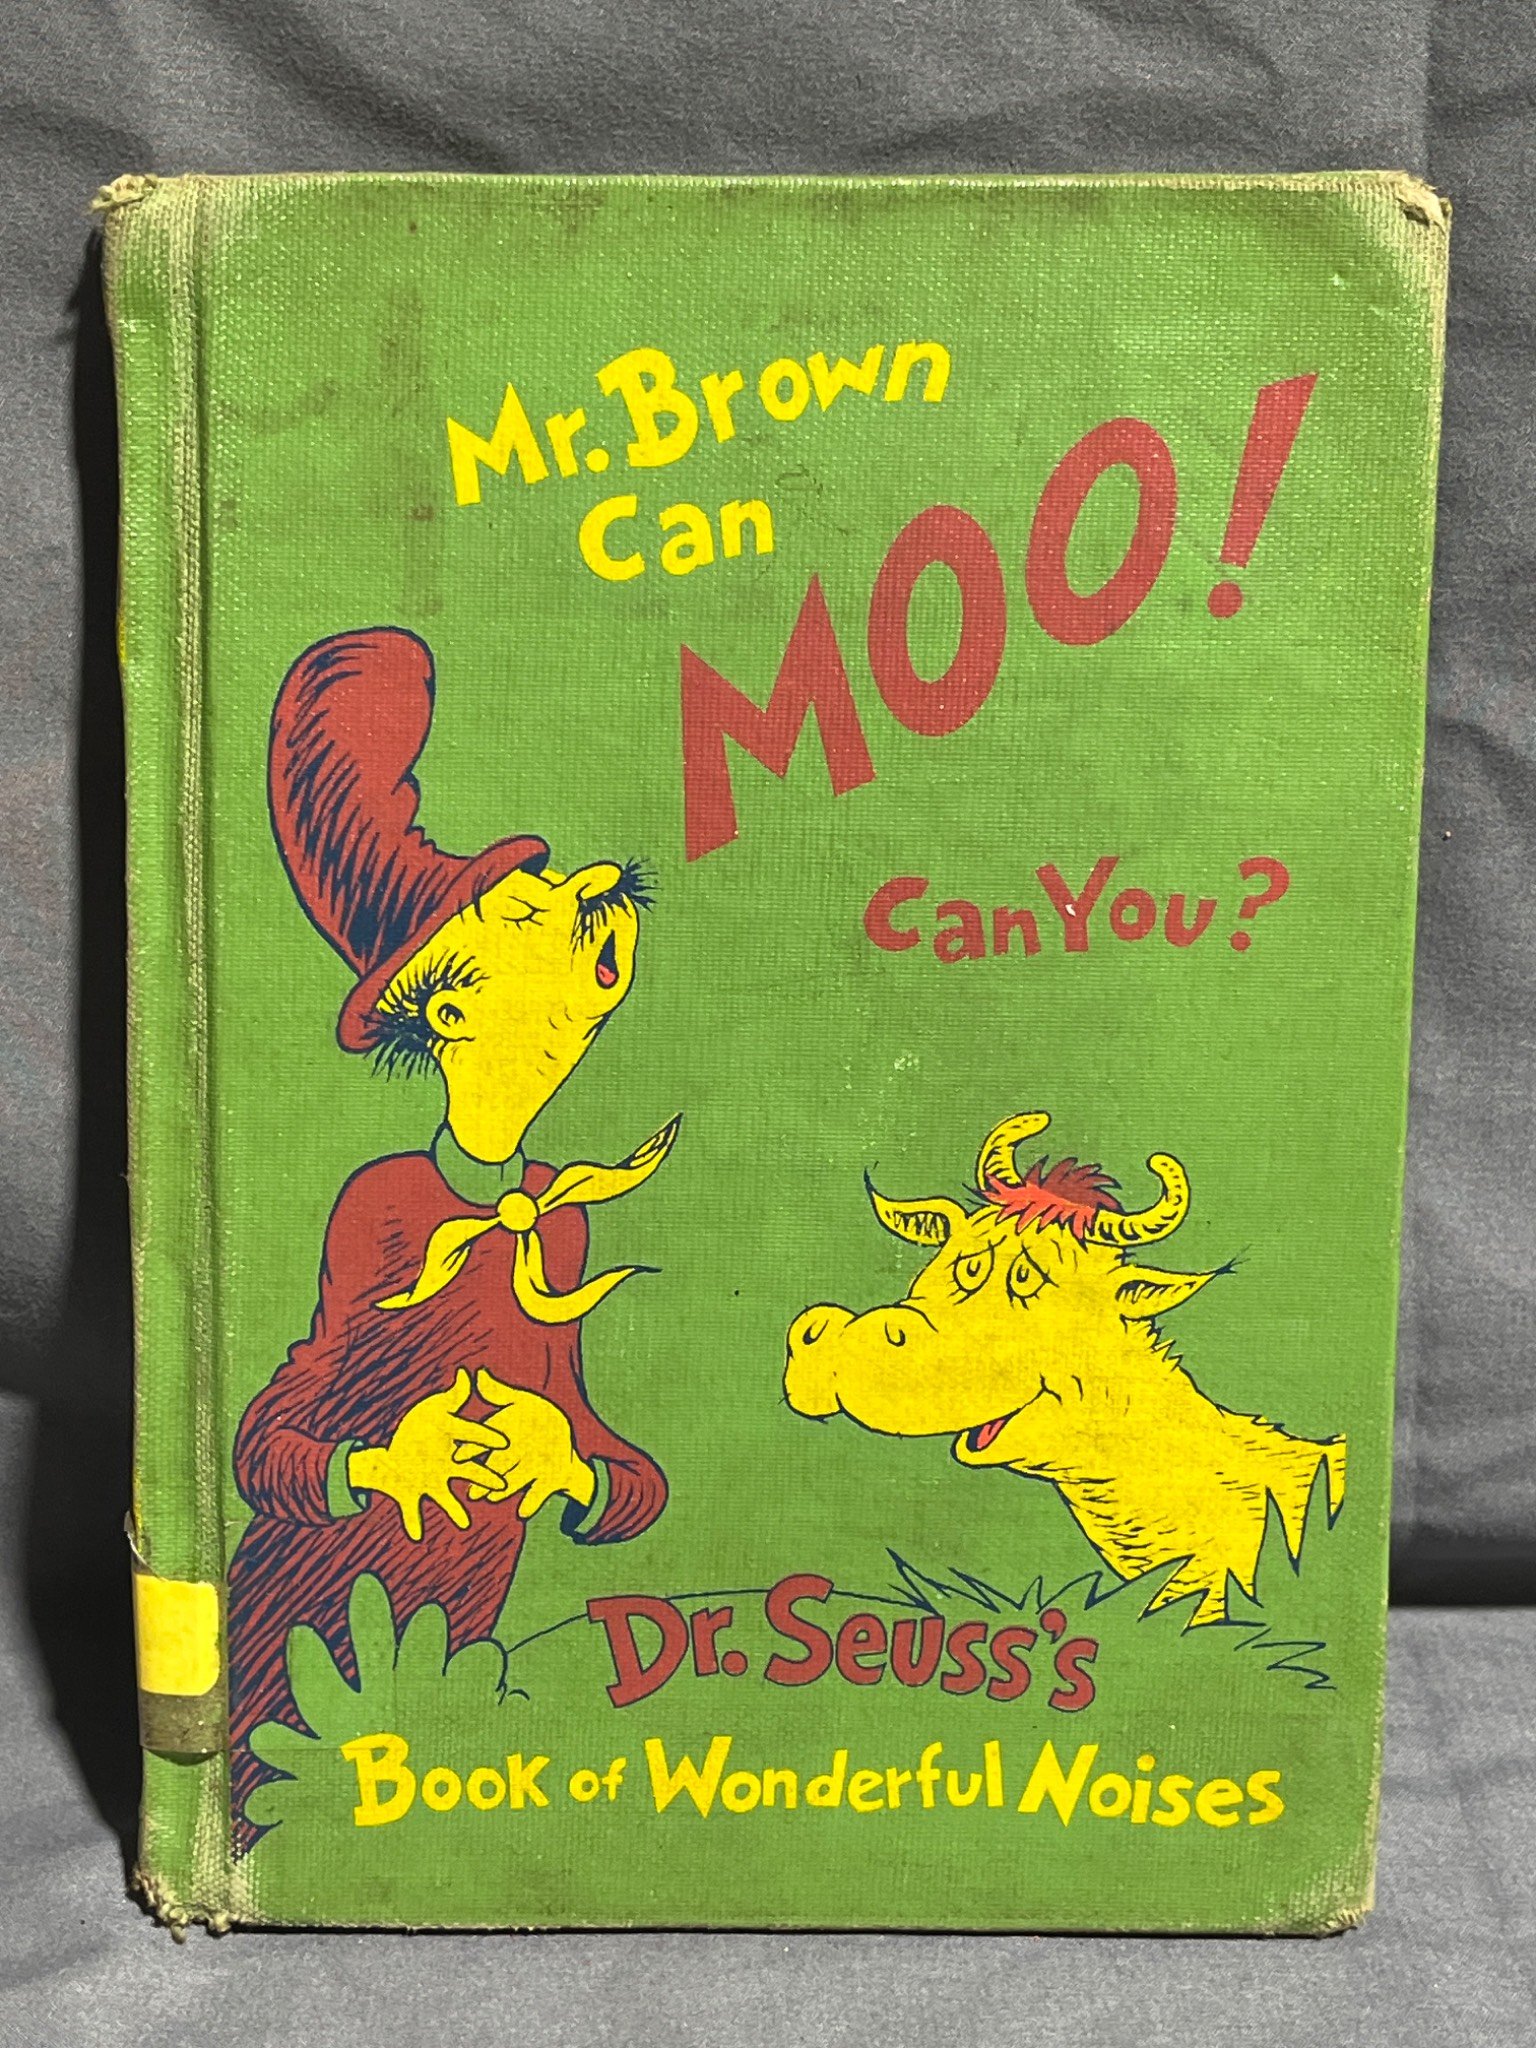 Mr. Brown
Can
MOO!
Can You?
Dr. Seuss's
Book of Wonderful Noises